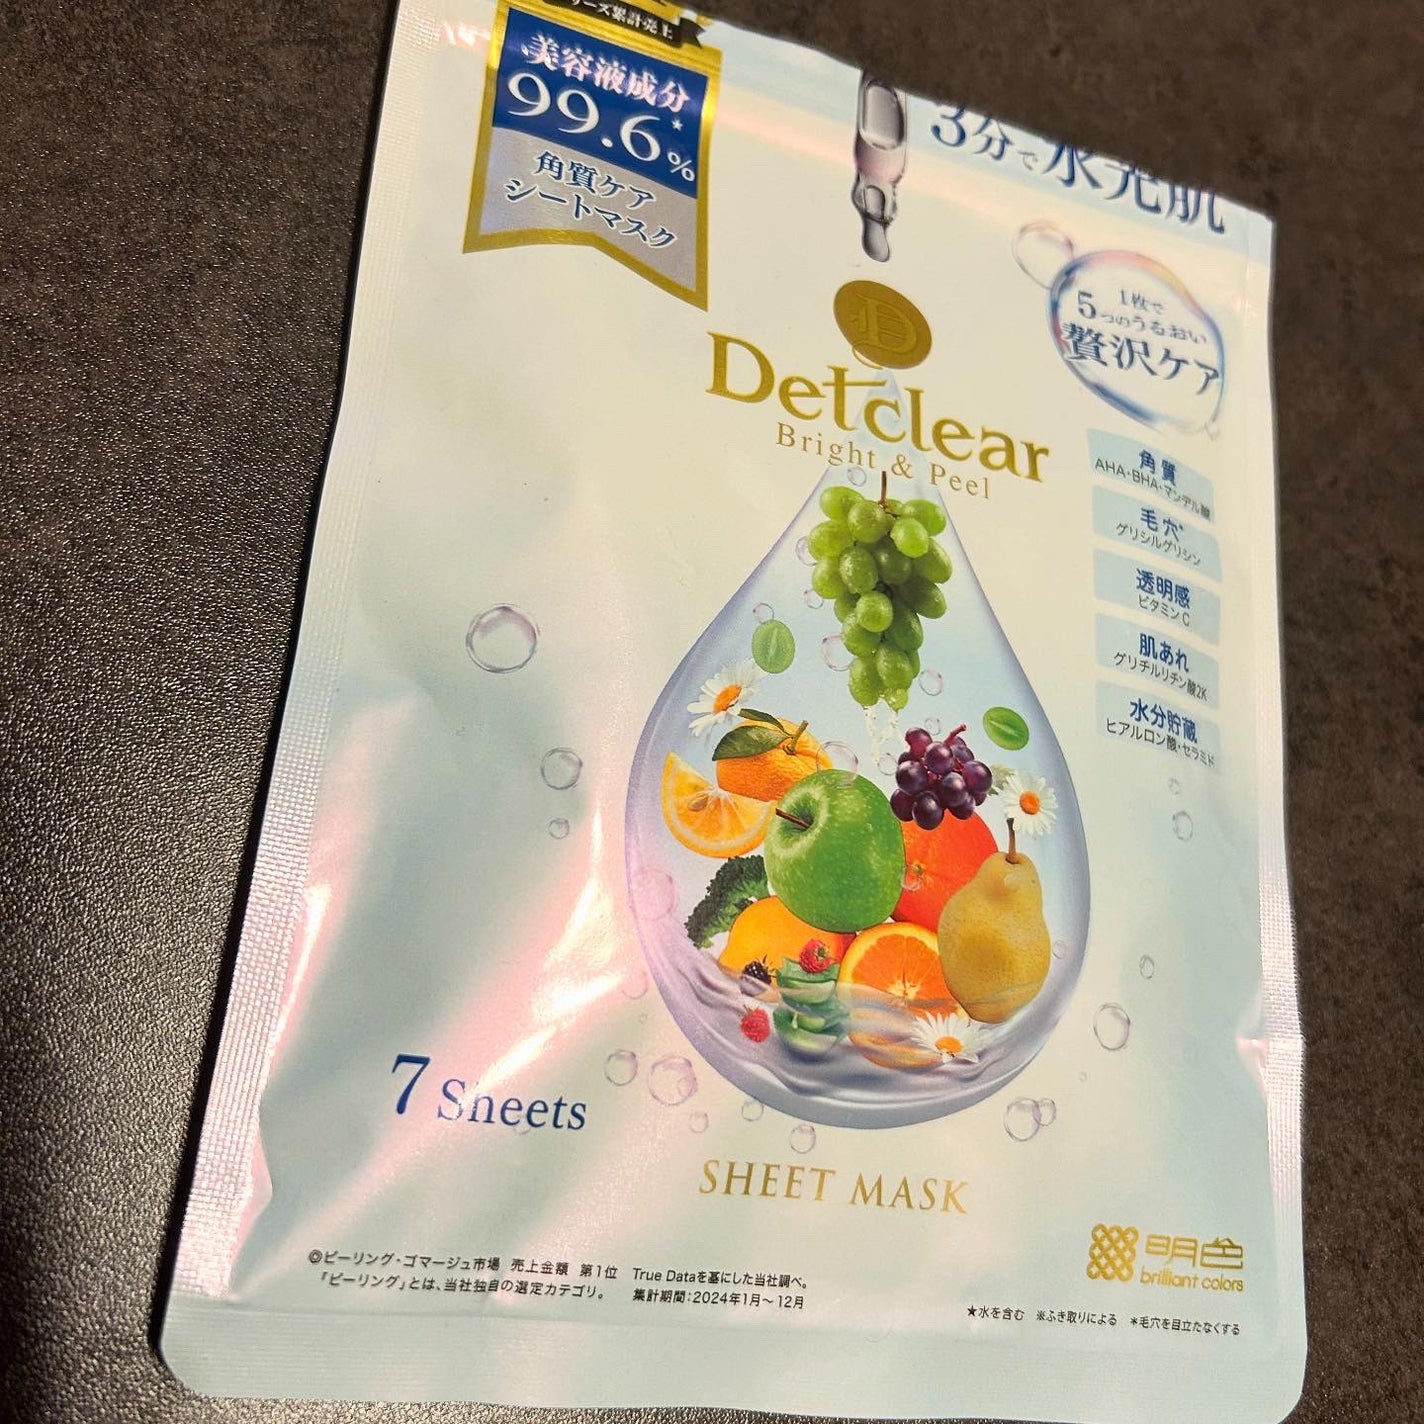 リーズ累計売上
美容液成分
99.6%★
角質ケア
シートマスク
3分で水光肌
1枚で
5つのうるおい
贅沢ケア
D
Detclear
Bright & Peel
角質
AHA・BHA・マンデル酸
毛穴*
グリシルグリシン
透明感
ビタミンC
肌あれ
グリチルリチン酸2K
水分貯蔵
ヒアルロン酸・セラミド
7 Sheets
SHEET MASK
明色
brilliant colors
◎ピーリング・ゴマージュ市場 売上金額 第1位 True Dataを基にした当社調べ。
「ピーリング」とは、当社独自の選定カテゴリ。 集計期間：2024年1月～12月
★水を含む ※ふき取りによる *毛穴を目立たなくする